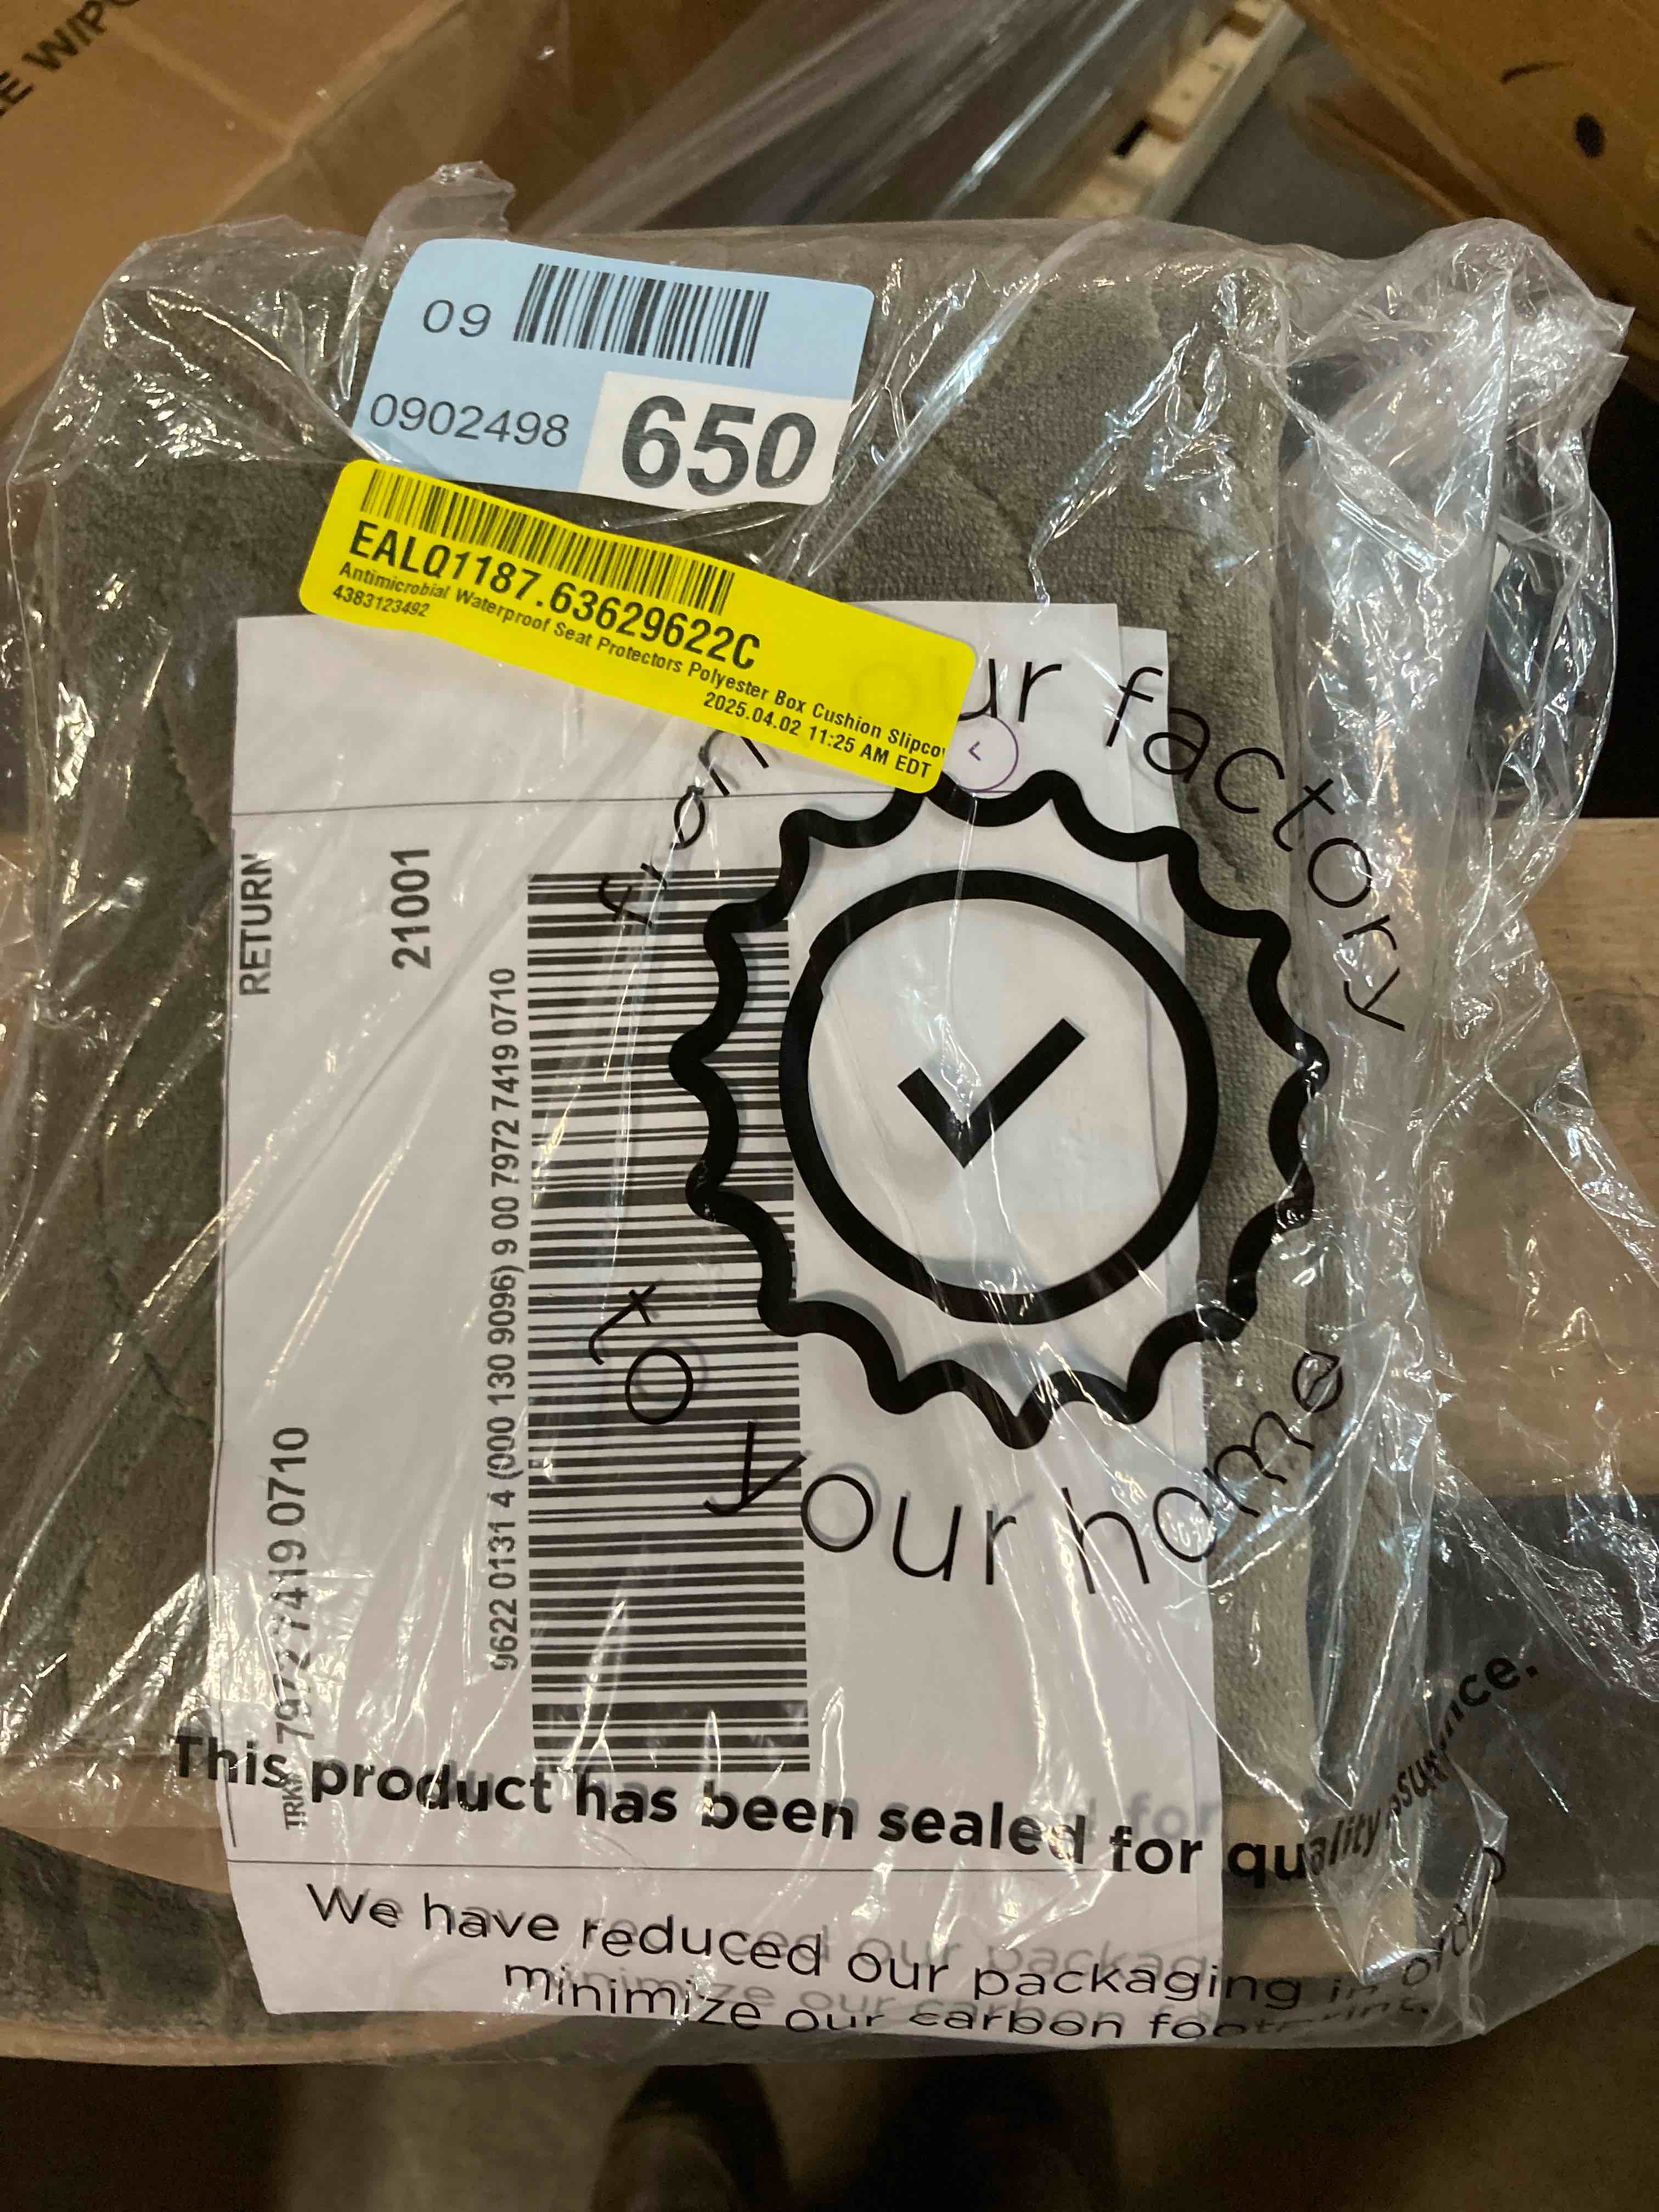 09
0902498
650
EALQ1187.63629622C
Antimicrobial Waterproof Seat Protectors Polyester Box Cushion Slipco
4383123492
2025.04.02 11:25 AM EDT
from our factory
RETURN
21001
9622 0131 4 (000 130 9096) 9 00 7972 7419 0710
7972 7419 0710
to your home
This product has been sealed for quality assurance.
We have reduced our packaging in order
minimize our carbon footprint.